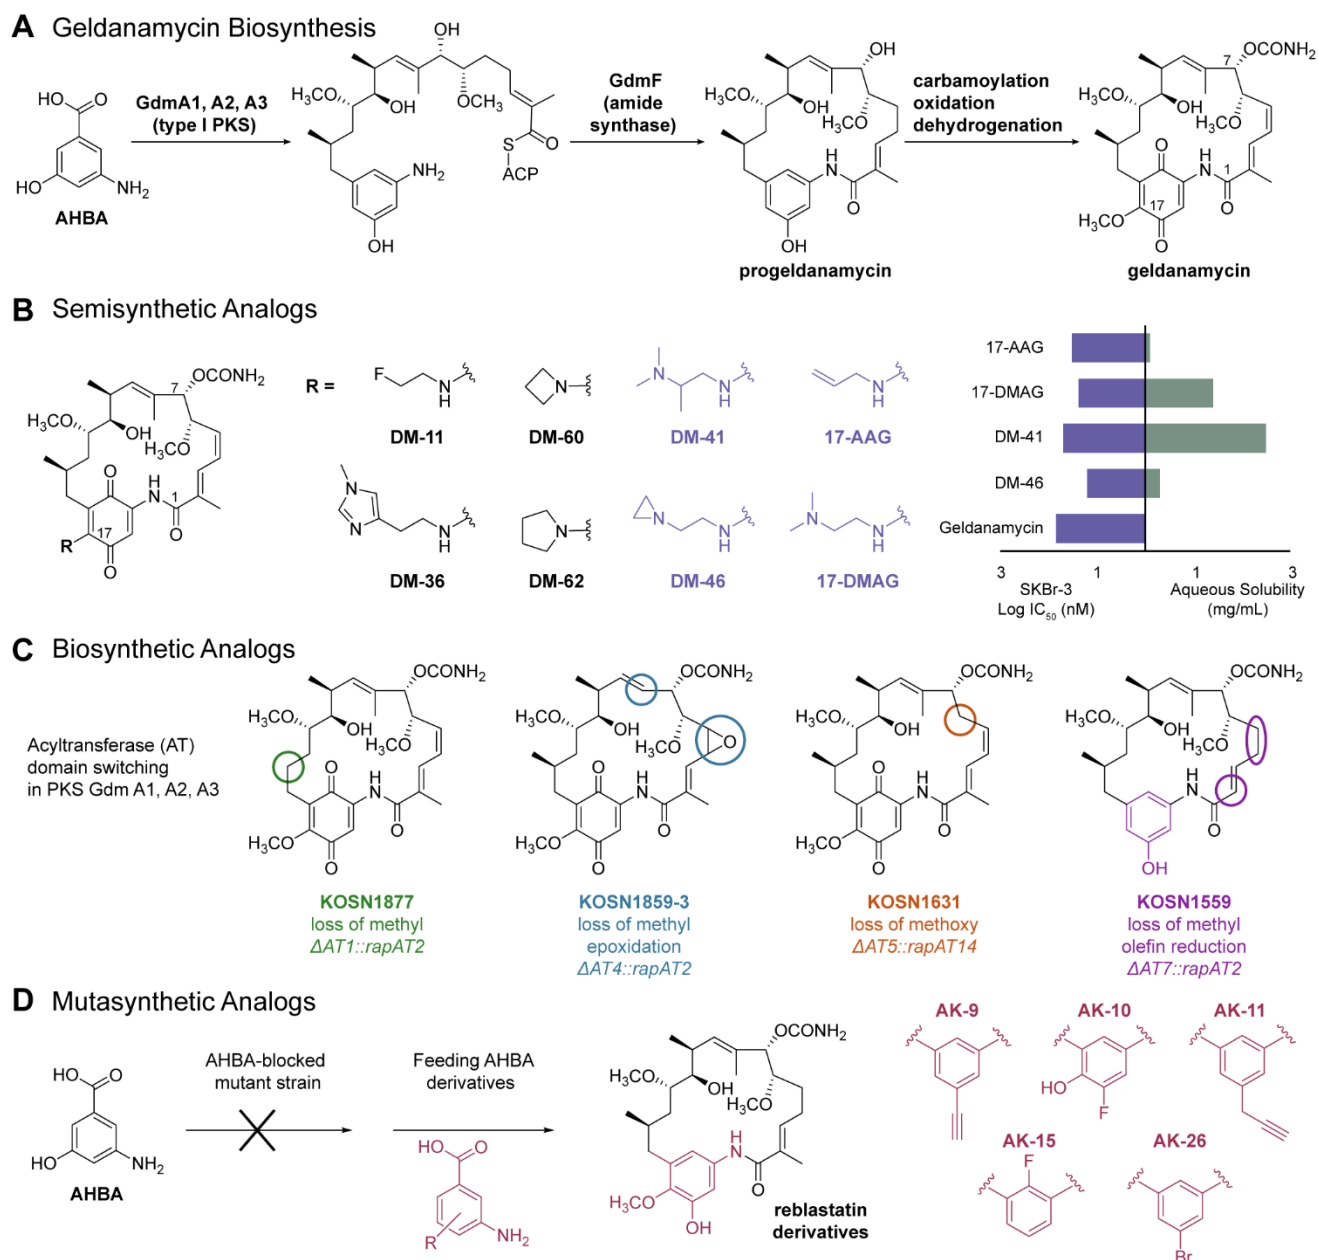 A Geldanamycin Biosynthesis
HO
O
HO
NH2
AHBA
GdmA1, A2, A3
(type I PKS)
OH
H3CO
OH
OCH3
O
S
ACP
NH2
OH
GdmF
(amide
synthase)
OH
H3CO
OH
H3CO
NH
O
OH
progeldanamycin
carbamoylation
oxidation
dehydrogenation
7
OCONH2
H3CO
OH
H3CO
O
NH
1
O
17
H3CO
O
geldanamycin
B Semisynthetic Analogs
7
OCONH2
H3CO
OH
H3CO
O
H
N
1
O
17
R
O
R =
F
N
H
DM-11
N
DM-60
N
N
H
DM-41
N
H
17-AAG
N
N
N
H
DM-36
N
DM-62
N
N
H
DM-46
N
N
H
17-DMAG
17-AAG
17-DMAG
DM-41
DM-46
Geldanamycin
3 1 1 3
SKBr-3
Log IC50 (nM)
Aqueous Solubility
(mg/mL)
C Biosynthetic Analogs
Acyltransferase (AT)
domain switching
in PKS Gdm A1, A2, A3
OCONH2
H3CO
OH
H3CO
O
H
N
O
H3CO
O
KOSN1877
loss of methyl
ΔAT1::rapAT2
OCONH2
H3CO
OH
H3CO
O
O
H
N
O
H3CO
O
KOSN1859-3
loss of methyl
epoxidation
ΔAT4::rapAT2
OCONH2
H3CO
OH
O
H
N
O
H3CO
O
KOSN1631
loss of methoxy
ΔAT5::rapAT14
OCONH2
H3CO
OH
H3CO
H
N
O
OH
KOSN1559
loss of methyl
olefin reduction
ΔAT7::rapAT2
D Mutasynthetic Analogs
HO
O
HO
NH2
AHBA
AHBA-blocked
mutant strain
Feeding AHBA
derivatives
HO
O
R
NH2
OCONH2
H3CO
OH
H3CO
H
N
O
H3CO
OH
reblastatin
derivatives
AK-9
AK-10
HO
F
AK-11
AK-15
F
AK-26
Br